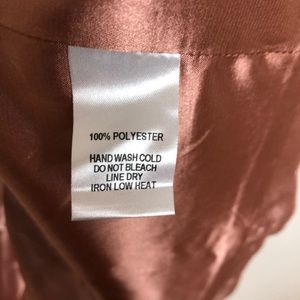 100% POLYESTER
HAND WASH COLD
DO NOT BLEACH
LINE DRY
IRON LOW HEAT